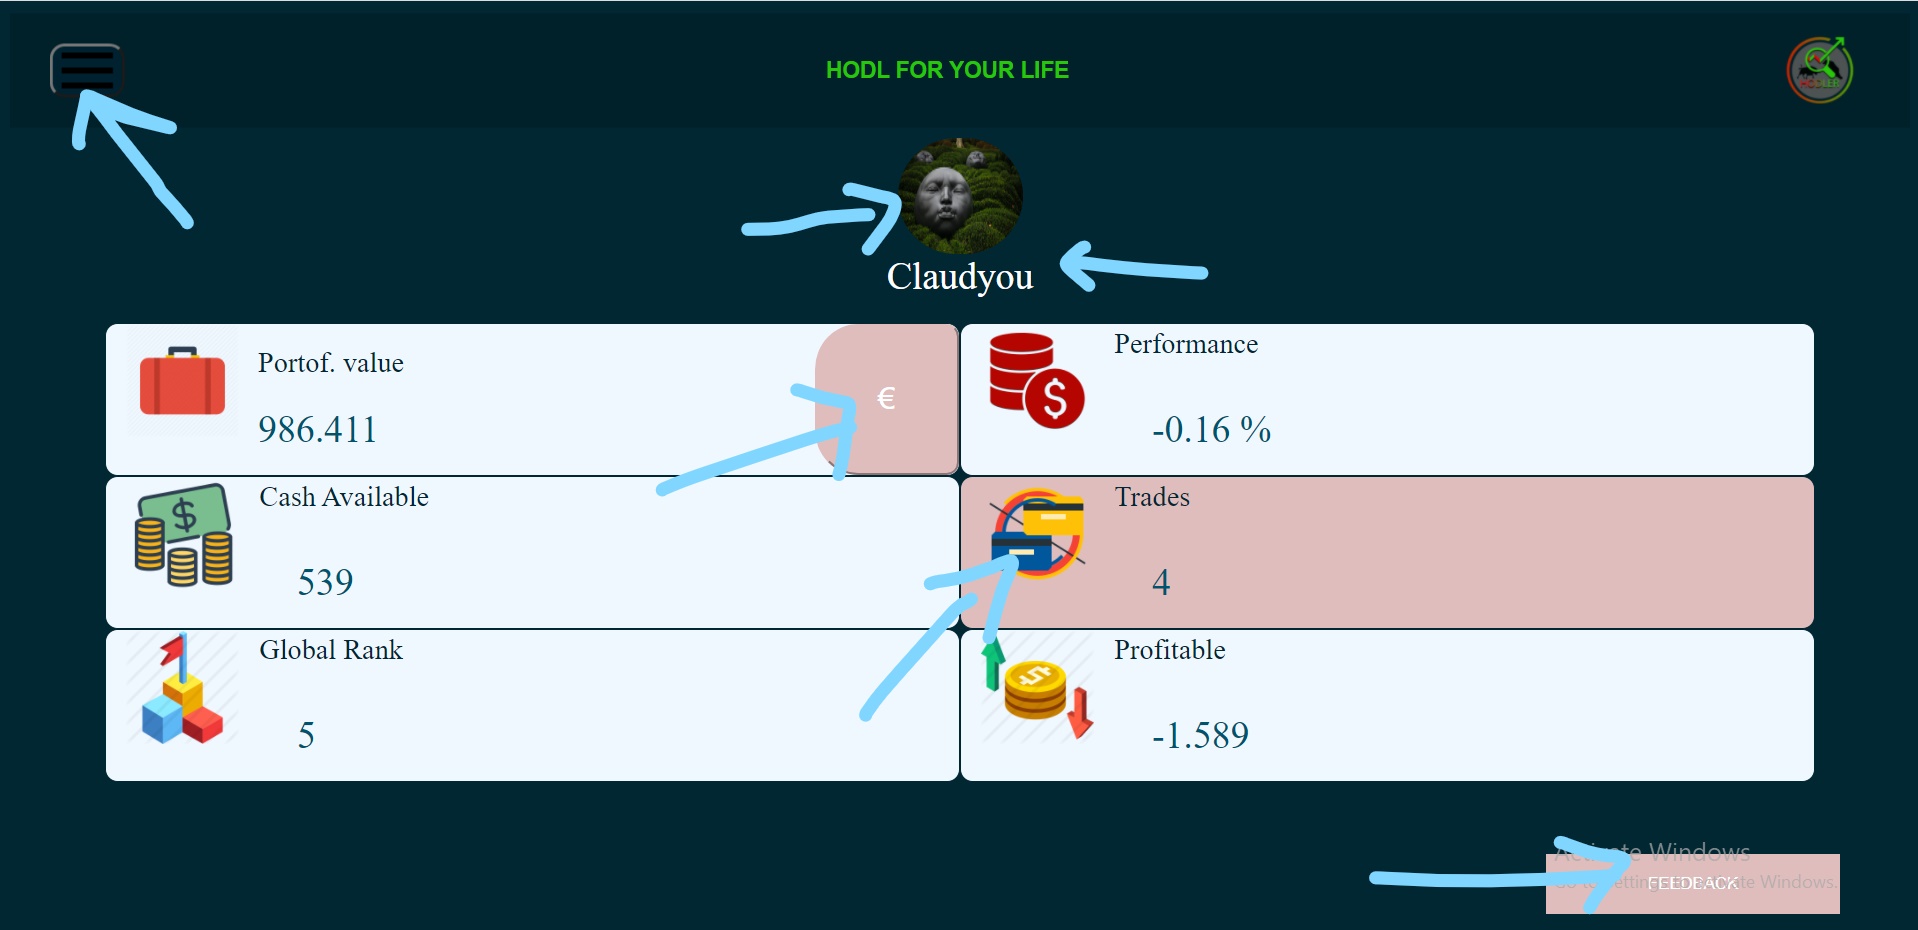 HODL FOR YOUR LIFE
Claudyou
Portof. value
986.411
€
Performance
-0.16 %
Cash Available
539
Trades
4
Global Rank
5
Profitable
-1.589
Activate Windows
Go to Settings to activate Windows.
FEEDBACK